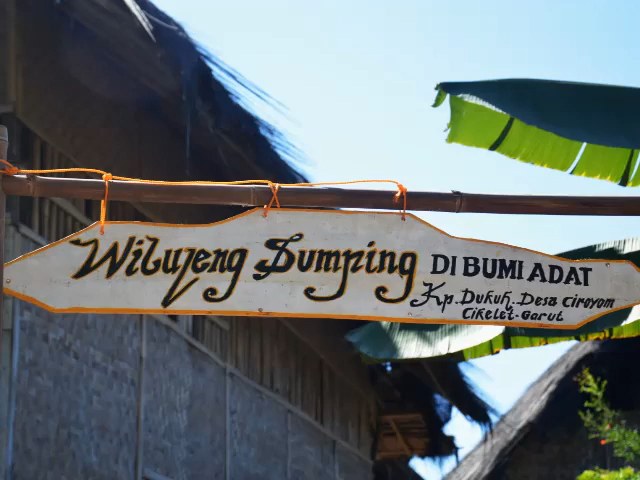 Wilujeng Sumping DI BUMI ADAT
Kp. Dukuh. Desa Ciroyom
Cikelet-Garut